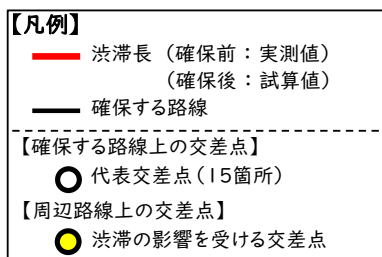 【凡例】
渋滞長（確保前：実測値）
（確保後：試算値）
確保する路線
【確保する路線上の交差点】
代表交差点（15箇所）
【周辺路線上の交差点】
渋滞の影響を受ける交差点